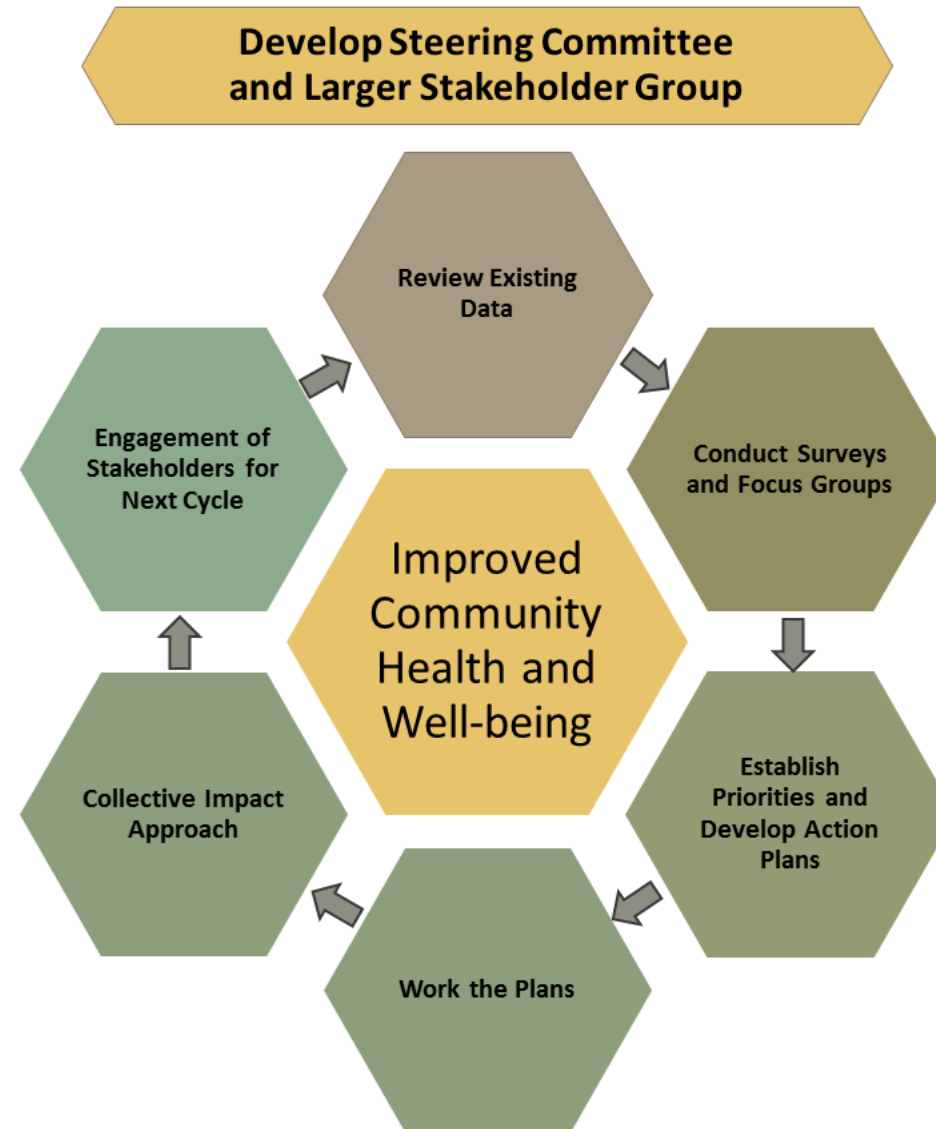 Develop Steering Committee
and Larger Stakeholder Group
Review Existing
Data
Conduct Surveys
and Focus Groups
Establish
Priorities and
Develop Action
Plans
Work the Plans
Collective Impact
Approach
Engagement of
Stakeholders for
Next Cycle
Improved
Community
Health and
Well-being